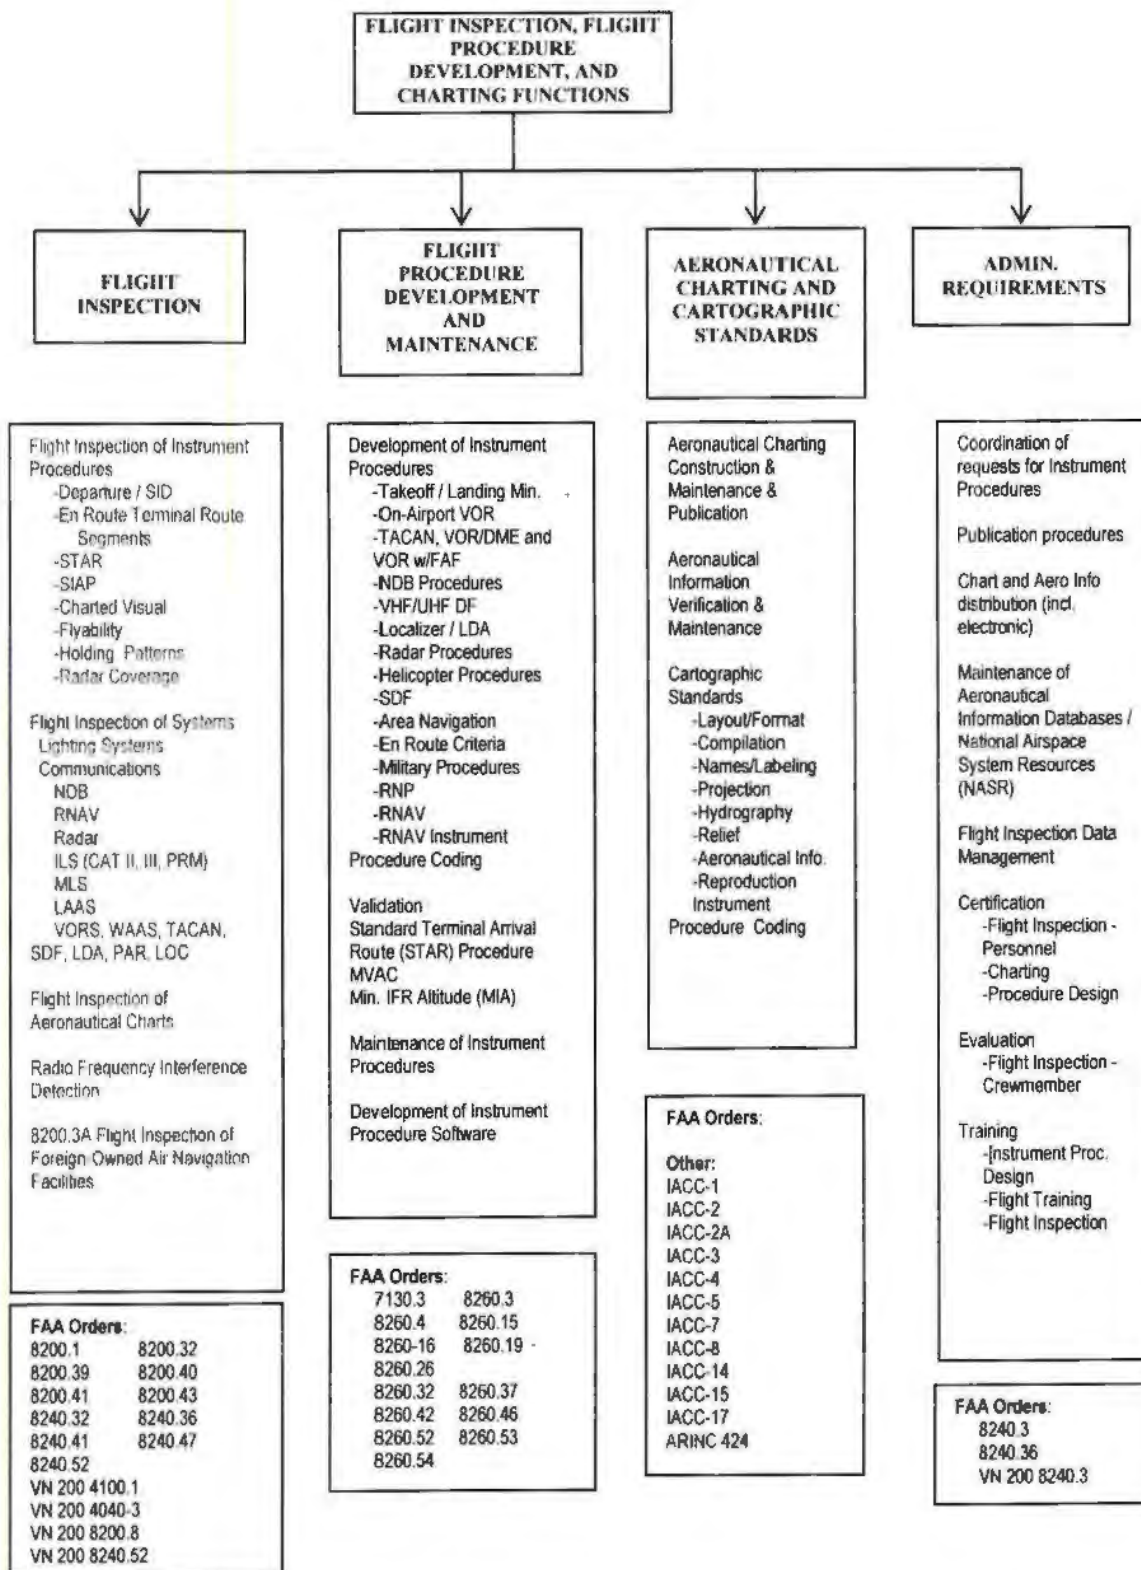 FLIGHT INSPECTION, FLIGHT
PROCEDURE
DEVELOPMENT, AND
CHARTING FUNCTIONS
FLIGHT
INSPECTION
FLIGHT
PROCEDURE
DEVELOPMENT
AND
MAINTENANCE
AERONAUTICAL
CHARTING AND
CARTOGRAPHIC
STANDARDS
ADMIN.
REQUIREMENTS
Flight Inspection of Instrument
Procedures
-Departure / SID
-En Route Terminal Route
Segments
-STAR
-SIAP
-Charted Visual
-Flyability
-Holding Patterns
-Radar Coverage
Flight Inspection of Systems
Lighting Systems
Communications
NDB
RNAV
Radar
ILS (CAT II, III, PRM)
MLS
LAAS
VORS, WAAS, TACAN,
SDF, LDA, PAR, LOC
Flight Inspection of
Aeronautical Charts
Radio Frequency Interference
Detection
8200.3A Flight Inspection of
Foreign Owned Air Navigation
Facilities
FAA Orders:
8200.1 8200.32
8200.39 8200.40
8200.41 8200.43
8240.32 8240.36
8240.41 8240.47
8240.52
VN 200 4100.1
VN 200 4040-3
VN 200 8200.8
VN 200 8240.52
Development of Instrument
Procedures
-Takeoff / Landing Min.
-On-Airport VOR
-TACAN, VOR/DME and
VOR w/FAF
-NDB Procedures
-VHF/UHF DF
-Localizer / LDA
-Radar Procedures
-Helicopter Procedures
-SDF
-Area Navigation
-En Route Criteria
-Military Procedures
-RNP
-RNAV
-RNAV Instrument
Procedure Coding
Validation
Standard Terminal Arrival
Route (STAR) Procedure
MVAC
Min. IFR Altitude (MIA)
Maintenance of Instrument
Procedures
Development of Instrument
Procedure Software
FAA Orders:
7130.3 8260.3
8260.4 8260.15
8260-16 8260.19
8260.26
8260.32 8260.37
8260.42 8260.46
8260.52 8260.53
8260.54
Aeronautical Charting
Construction &
Maintenance &
Publication
Aeronautical
Information
Verification &
Maintenance
Cartographic
Standards
-Layout/Format
-Compilation
-Names/Labeling
-Projection
-Hydrography
-Relief
-Aeronautical Info.
-Reproduction
Instrument
Procedure Coding
FAA Orders:
Other:
IACC-1
IACC-2
IACC-2A
IACC-3
IACC-4
IACC-5
IACC-7
IACC-8
IACC-14
IACC-15
IACC-17
ARINC 424
Coordination of
requests for Instrument
Procedures
Publication procedures
Chart and Aero Info
distribution (incl.
electronic)
Maintenance of
Aeronautical
Information Databases /
National Airspace
System Resources
(NASR)
Flight Inspection Data
Management
Certification
-Flight Inspection -
Personnel
-Charting
-Procedure Design
Evaluation
-Flight Inspection -
Crewmember
Training
-Instrument Proc.
Design
-Flight Training
-Flight Inspection
FAA Orders:
8240.3
8240.36
VN 200 8240.3